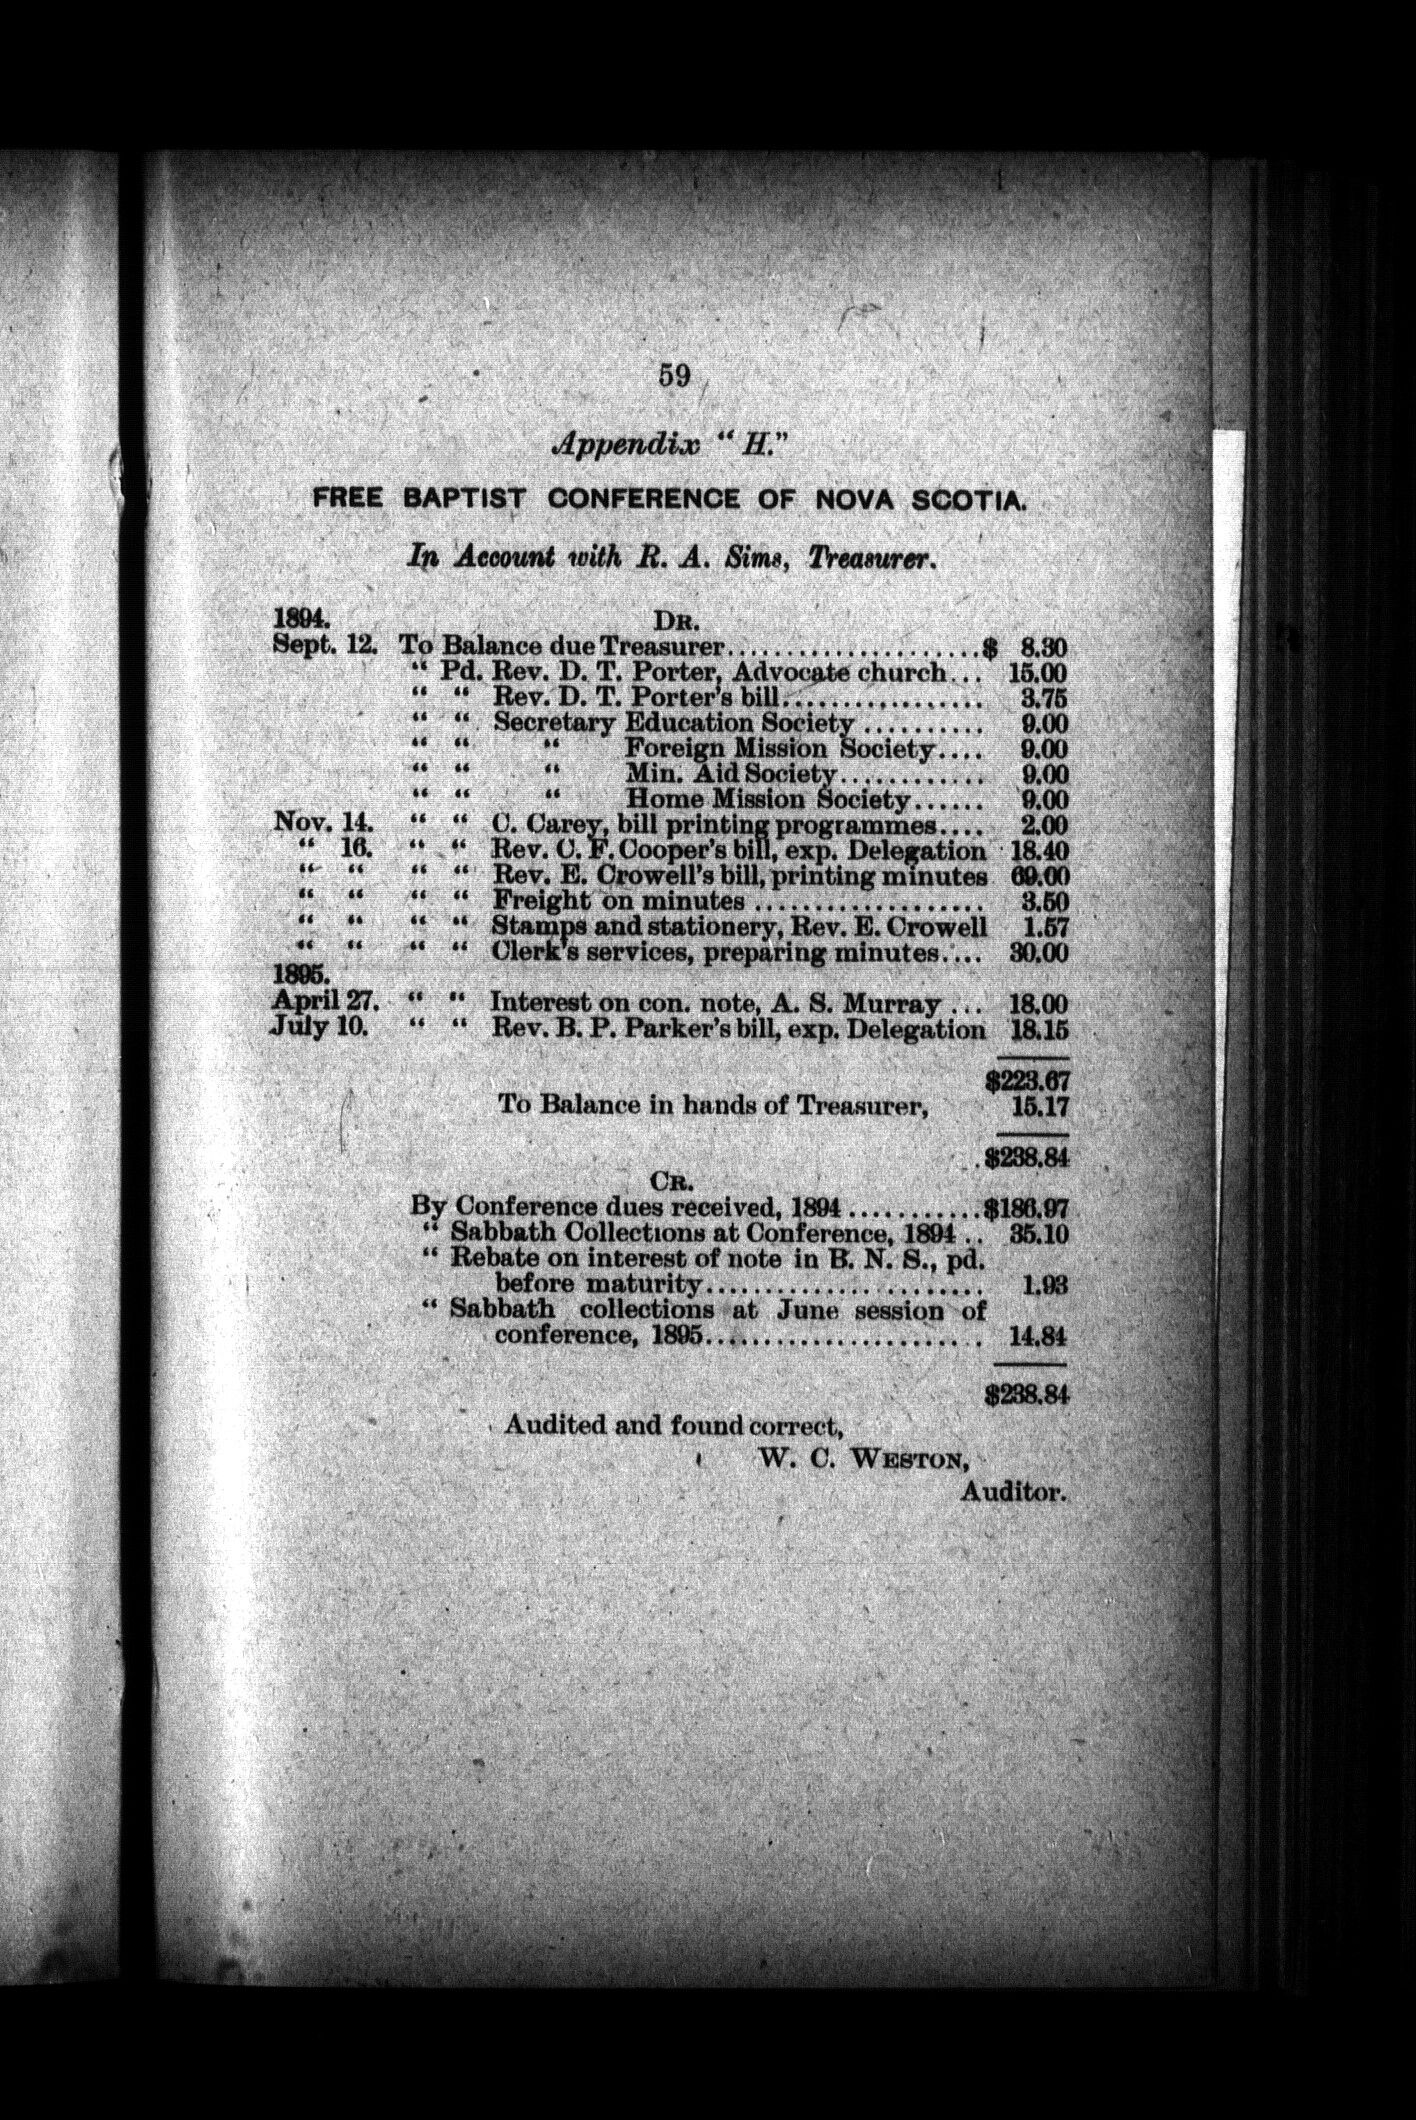 59
Appendix "H."
FREE BAPTIST CONFERENCE OF NOVA SCOTIA.
In Account with R. A. Sims, Treasurer.
1894. DR.
Sept. 12. To Balance due Treasurer.....................$ 8.30
" Pd. Rev. D. T. Porter, Advocate church... 15.00
" " Rev. D. T. Porter's bill................. 3.75
" " Secretary Education Society .......... 9.00
" " " Foreign Mission Society.... 9.00
" " " Min. Aid Society............ 9.00
" " " Home Mission Society...... 9.00
Nov. 14. " " C. Carey, bill printing programmes.... 2.00
" 16. " " Rev. C. F. Cooper's bill, exp. Delegation 18.40
" " " " Rev. E. Crowell's bill, printing minutes 69.00
" " " " Freight on minutes ................... 3.50
" " " " Stamps and stationery, Rev. E. Crowell 1.57
" " " " Clerk's services, preparing minutes.... 30.00
1895.
April 27. " " Interest on con. note, A. S. Murray ... 18.00
July 10. " " Rev. B. P. Parker's bill, exp. Delegation 18.15
$223.67
To Balance in hands of Treasurer, 15.17
$238.84
CR.
By Conference dues received, 1894 ...........$186.97
" Sabbath Collections at Conference, 1894 .. 35.10
" Rebate on interest of note in B. N. S., pd.
before maturity........................ 1.93
" Sabbath collections at June session of
conference, 1895........................ 14.84
$238.84
Audited and found correct,
W. C. WESTON,
Auditor.